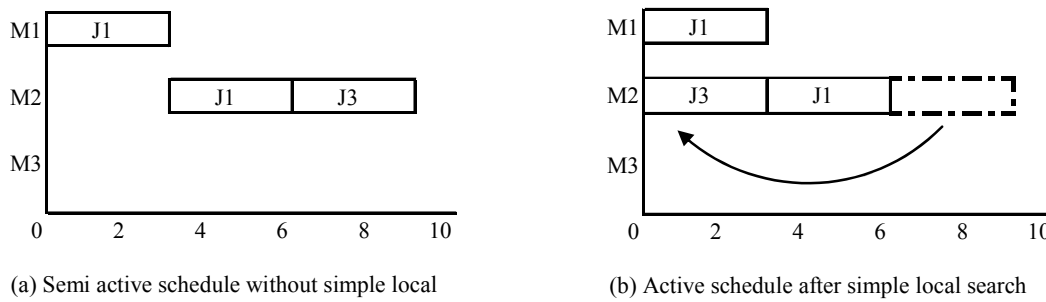 M1 J1
M2 J1 J3
M3
0 2 4 6 8 10
(a) Semi active schedule without simple local
M1 J1
M2 J3 J1
M3
0 2 4 6 8 10
(b) Active schedule after simple local search